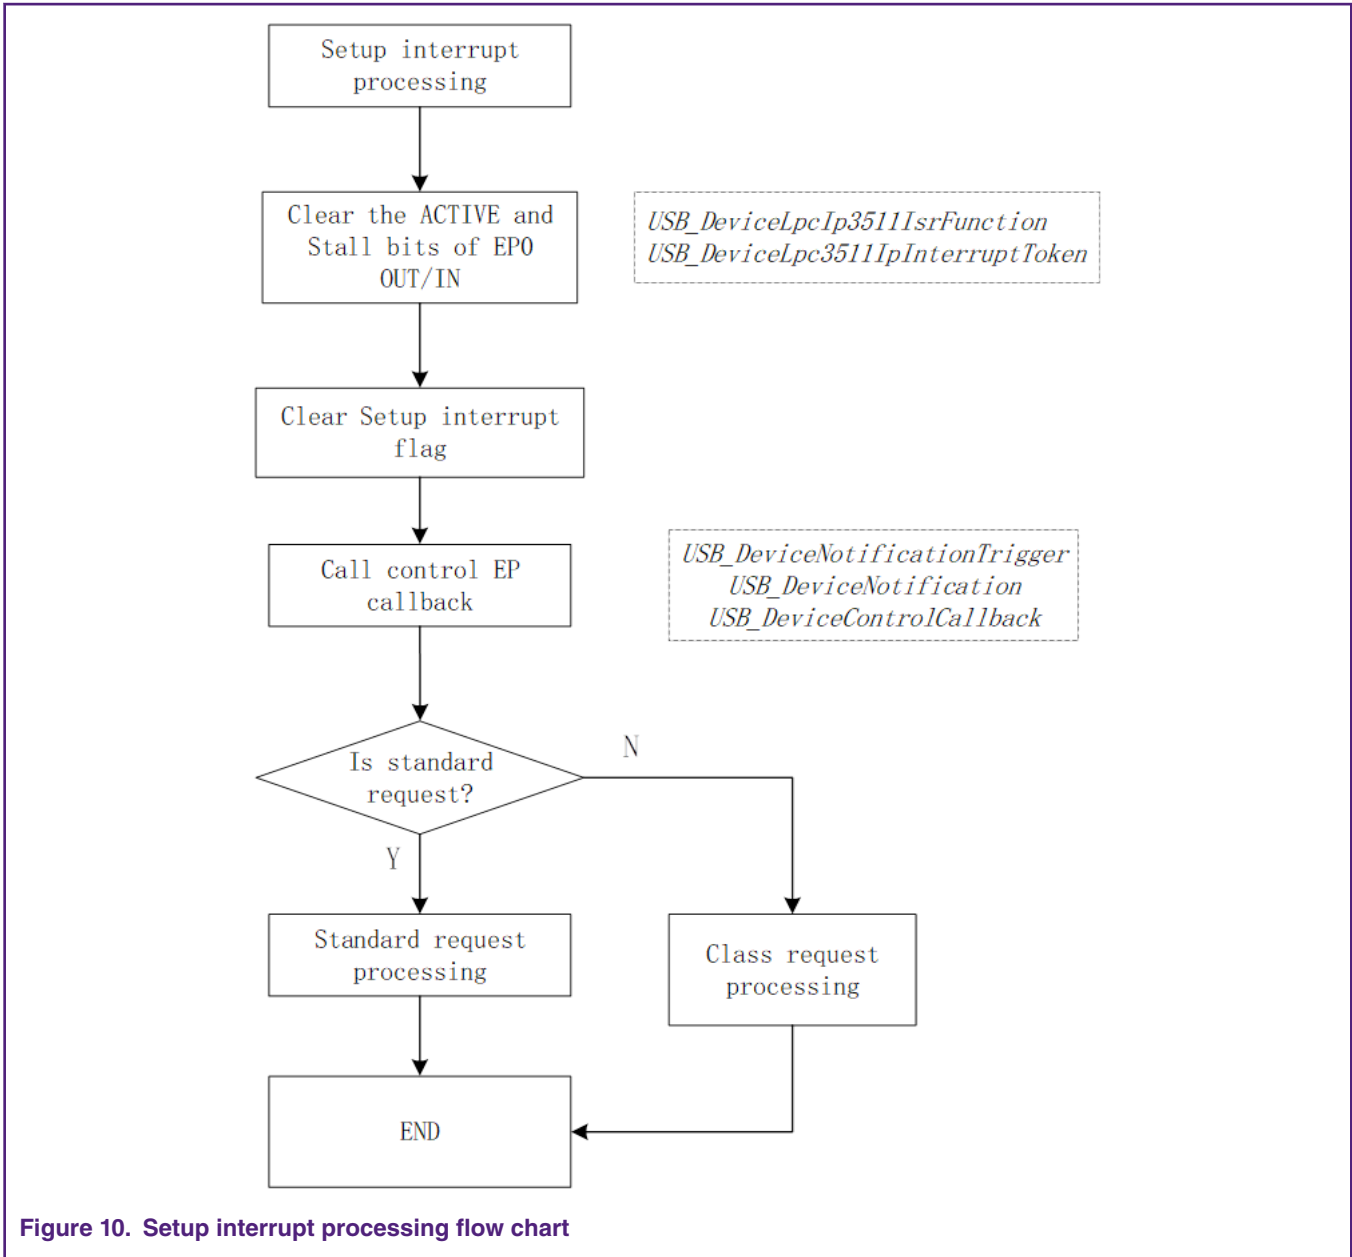 Setup interrupt
processing
Clear the ACTIVE and
Stall bits of EP0
OUT/IN
USB_DeviceLpcIp3511IsrFunction
USB_DeviceLpc3511IpInterruptToken
Clear Setup interrupt
flag
Call control EP
callback
USB_DeviceNotificationTrigger
USB_DeviceNotification
USB_DeviceControlCallback
Is standard
request?
N
Y
Standard request
processing
Class request
processing
END
Figure 10. Setup interrupt processing flow chart